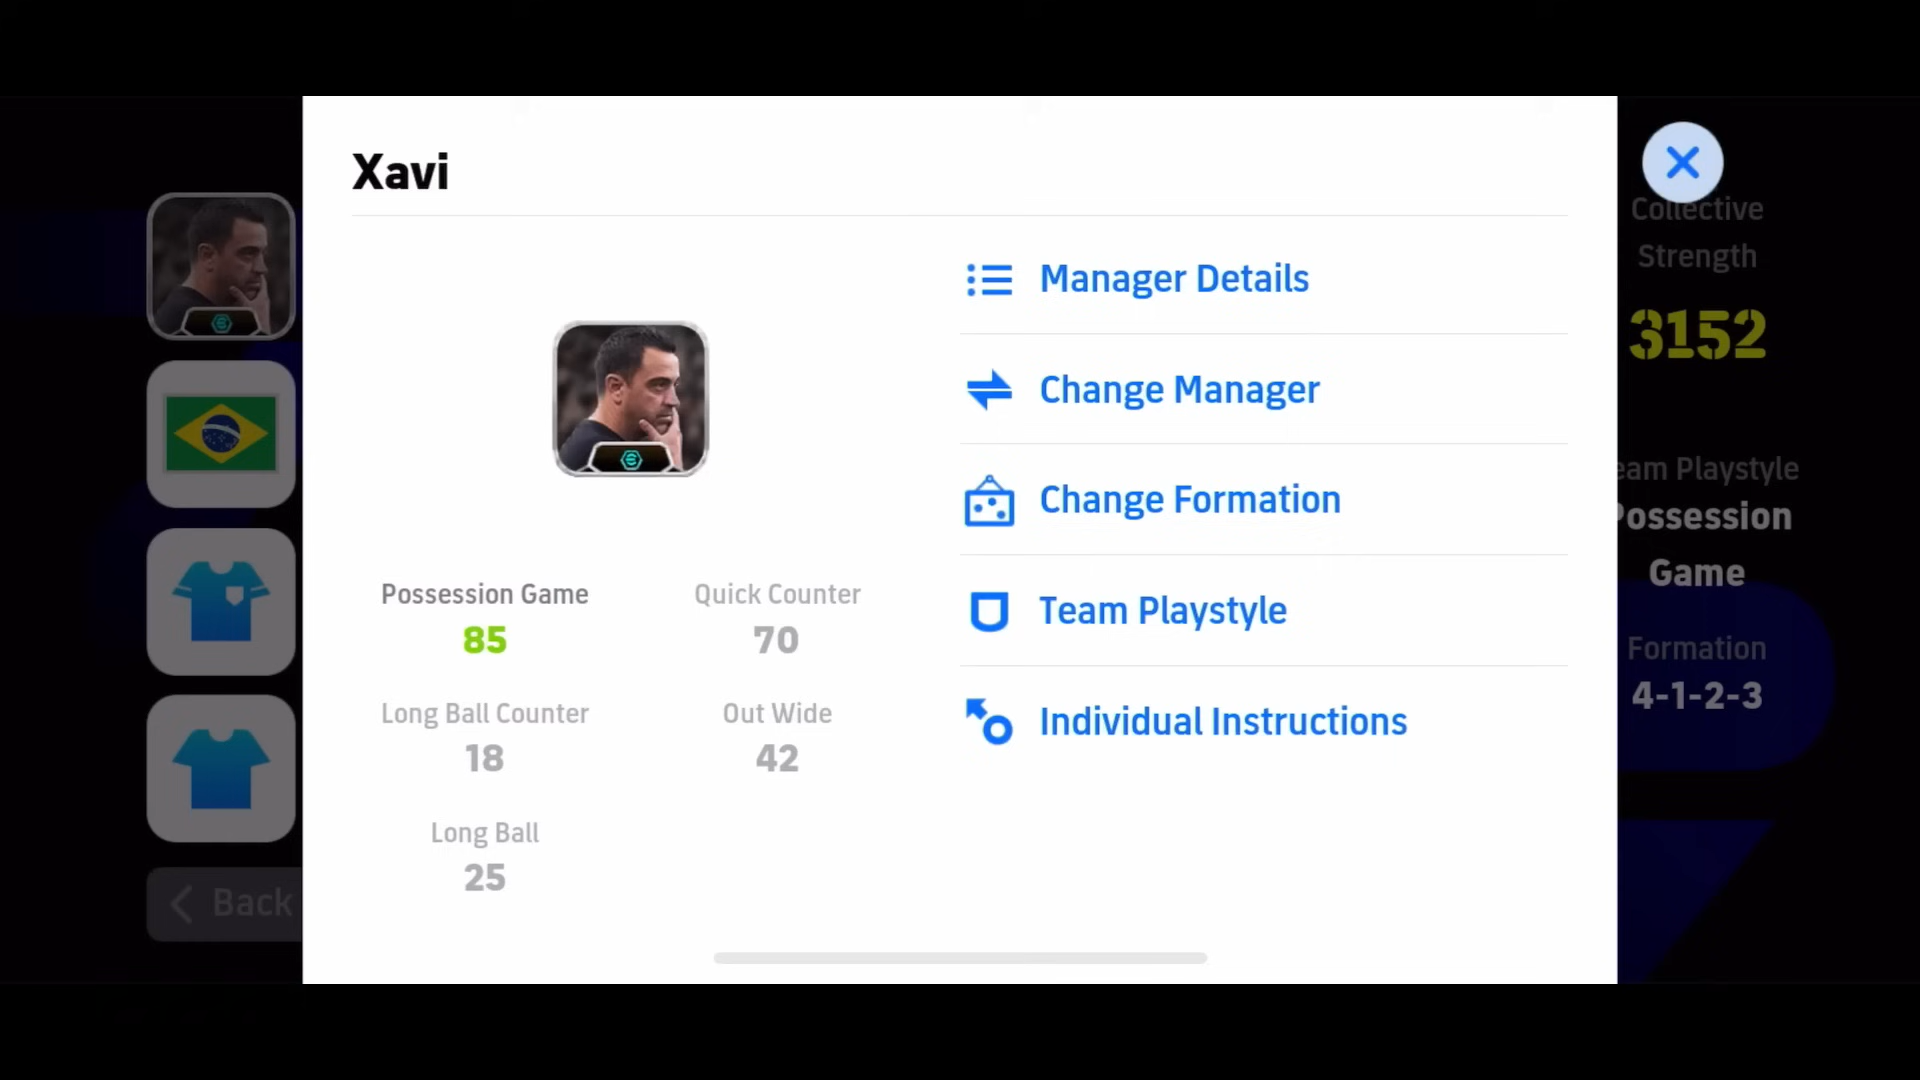 Xavi
Manager Details
Change Manager
Change Formation
Team Playstyle
Individual Instructions
Possession Game
85
Quick Counter
70
Long Ball Counter
18
Out Wide
42
Long Ball
25
Back
Collective
Strength
3152
eam Playstyle
Possession
Game
Formation
4-1-2-3